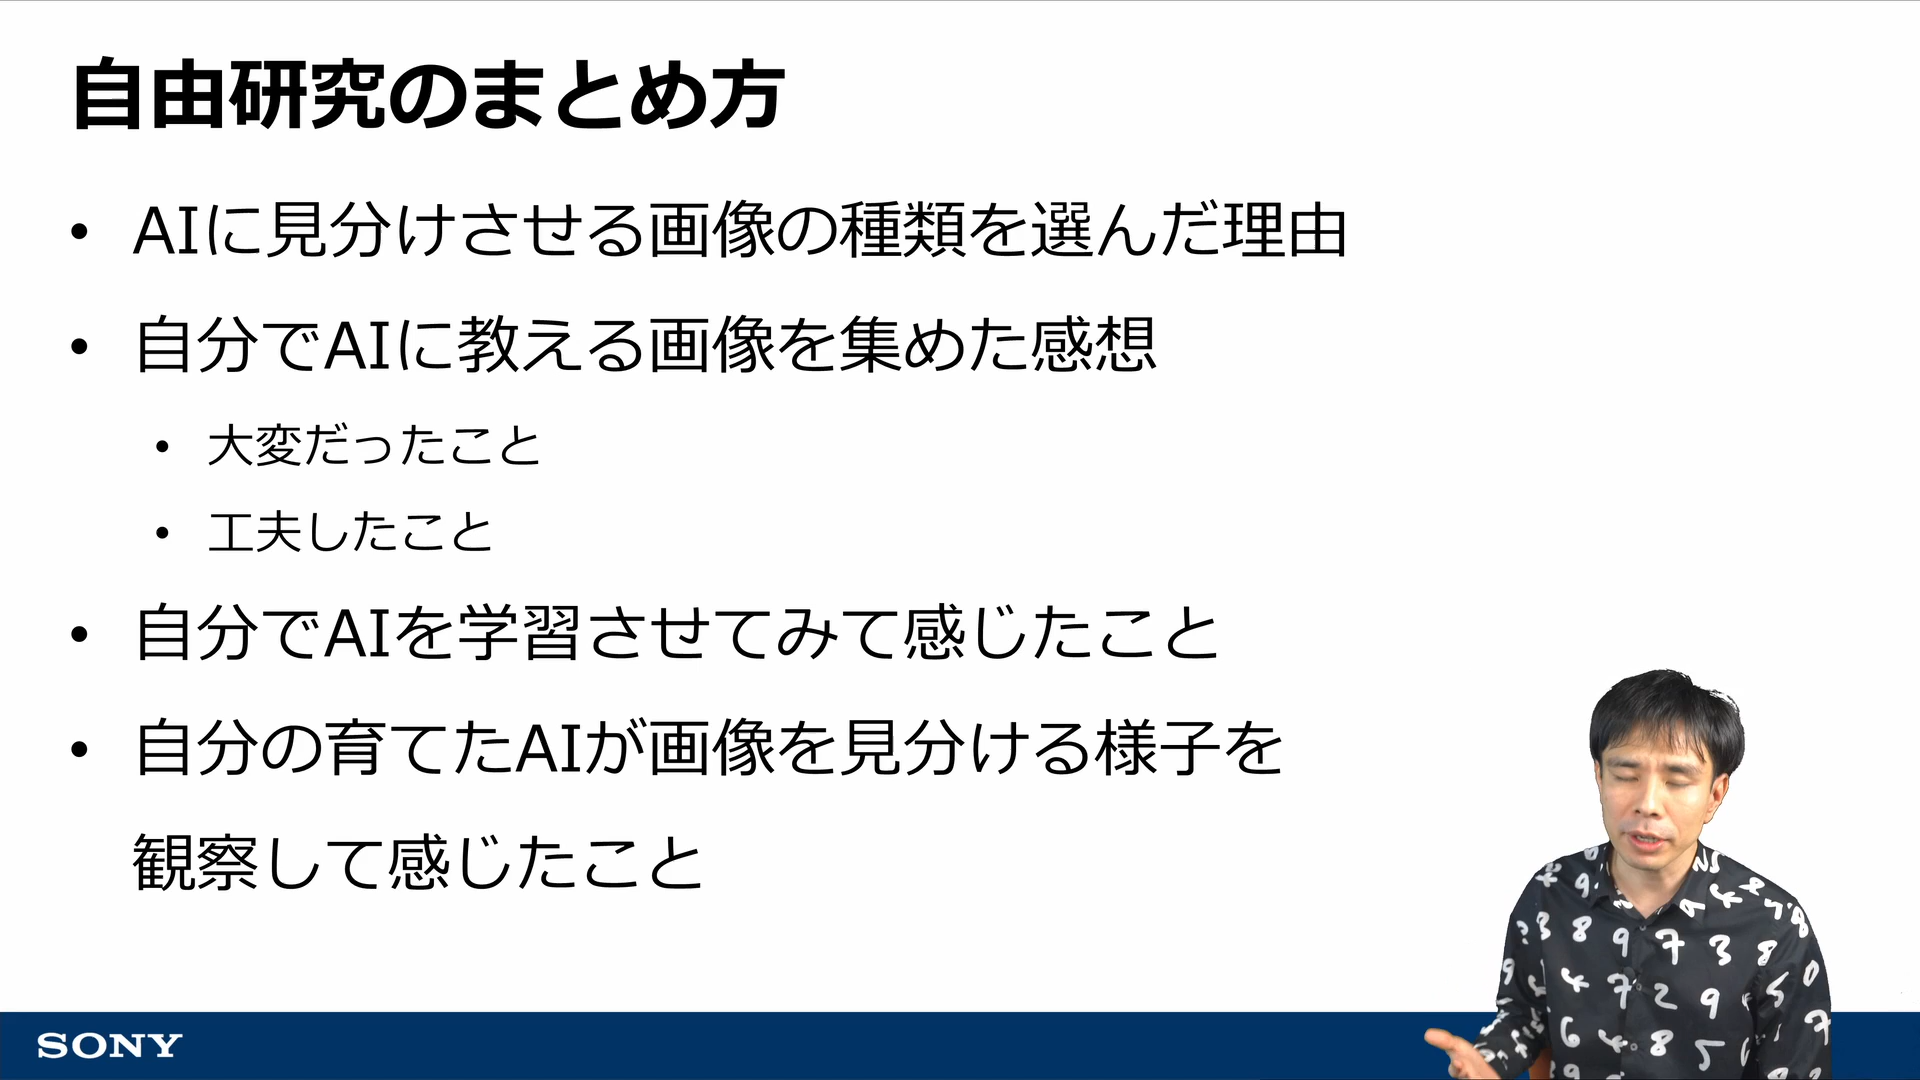 自由研究のまとめ方
• AIに見分けさせる画像の種類を選んだ理由
• 自分でAIに教える画像を集めた感想
• 大変だったこと
• 工夫したこと
• 自分でAIを学習させてみて感じたこと
• 自分の育てたAIが画像を見分ける様子を
観察して感じたこと
SONY